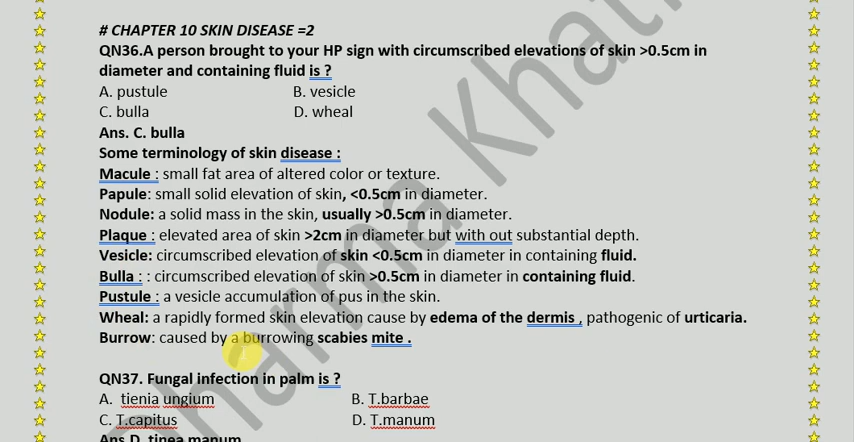 # CHAPTER 10 SKIN DISEASE =2
QN36.A person brought to your HP sign with circumscribed elevations of skin >0.5cm in
diameter and containing fluid is ?
A. pustule B. vesicle
C. bulla D. wheal
Ans. C. bulla
Some terminology of skin disease :
Macule : small fat area of altered color or texture.
Papule: small solid elevation of skin, <0.5cm in diameter.
Nodule: a solid mass in the skin, usually >0.5cm in diameter.
Plaque : elevated area of skin >2cm in diameter but with out substantial depth.
Vesicle: circumscribed elevation of skin <0.5cm in diameter in containing fluid.
Bulla : : circumscribed elevation of skin >0.5cm in diameter in containing fluid.
Pustule : a vesicle accumulation of pus in the skin.
Wheal: a rapidly formed skin elevation cause by edema of the dermis , pathogenic of urticaria.
Burrow: caused by a burrowing scabies mite .
QN37. Fungal infection in palm is ?
A. tienia ungium B. T.barbae
C. T.capitus D. T.manum
Ans D. tinea manum